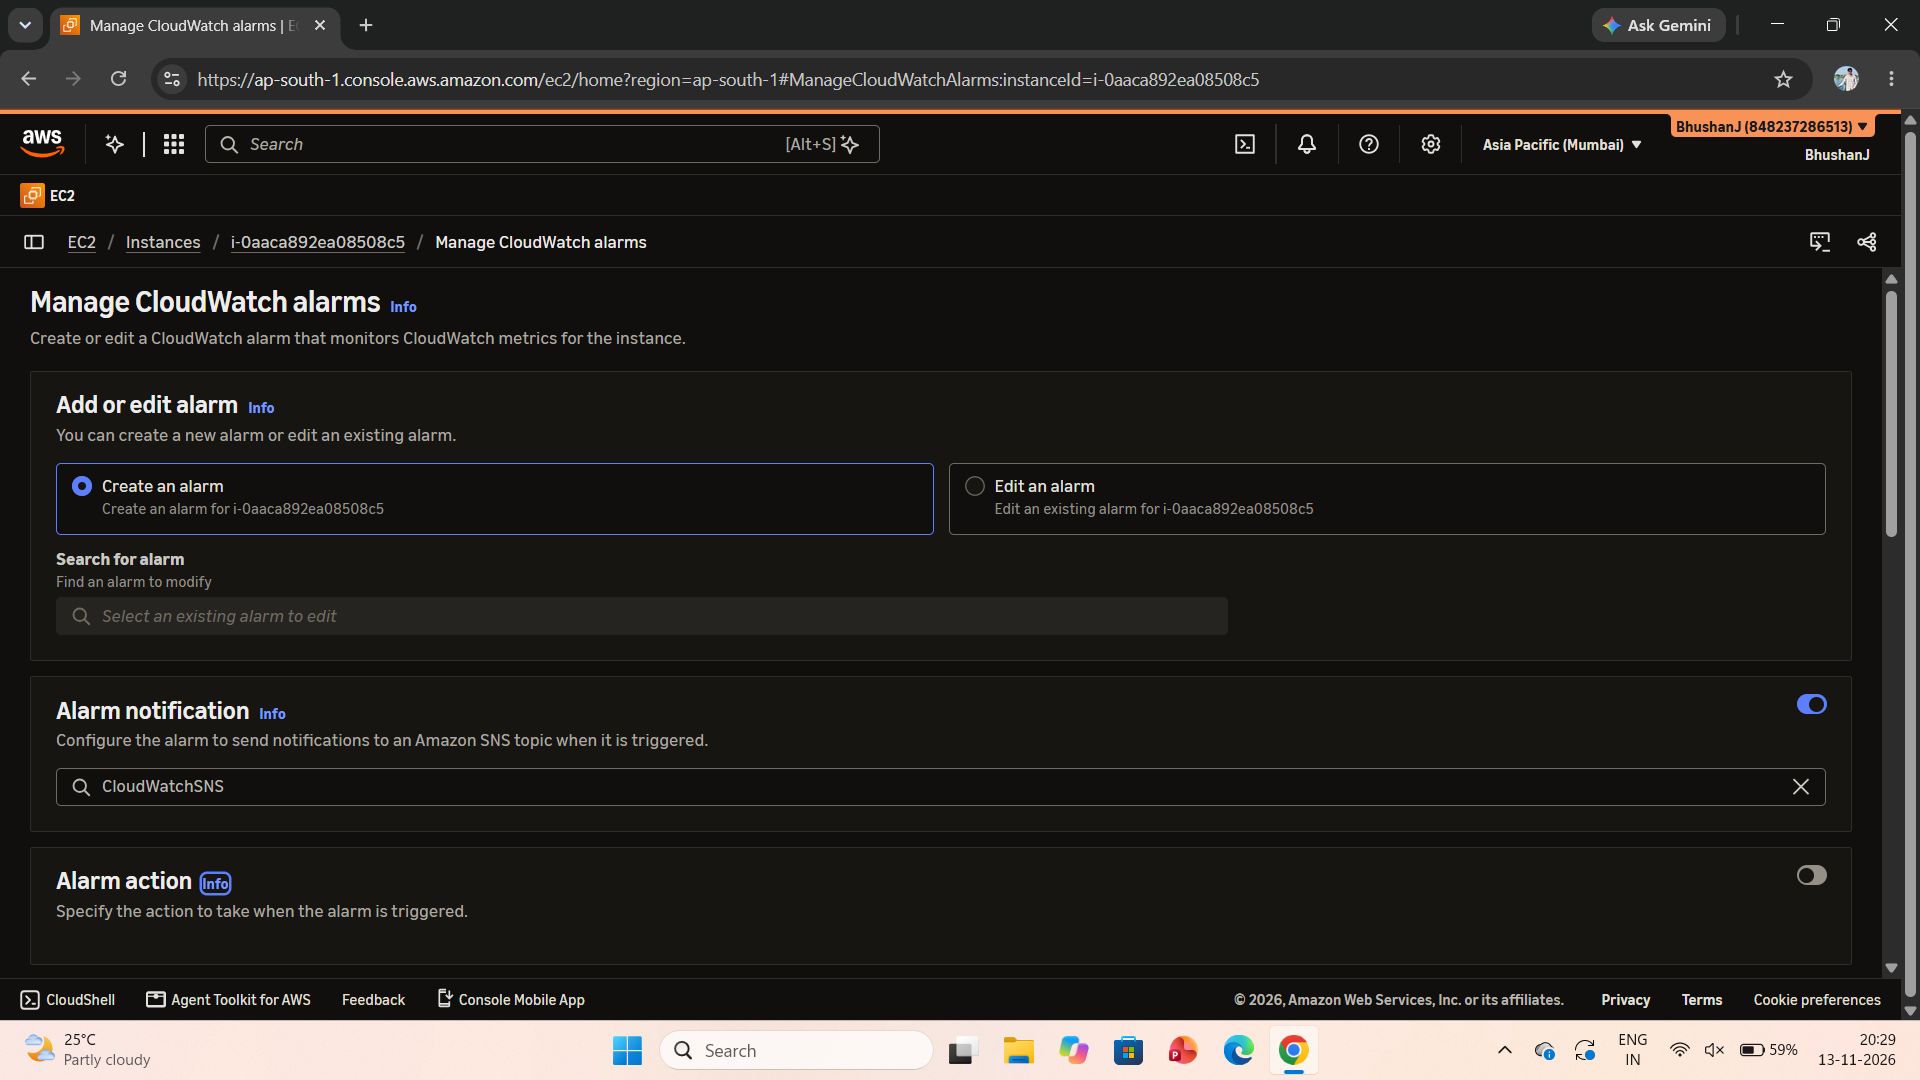 Manage CloudWatch alarms | E
Ask Gemini
https://ap-south-1.console.aws.amazon.com/ec2/home?region=ap-south-1#ManageCloudWatchAlarms:instanceId=i-0aaca892ea08508c5
aws
Search
[Alt+S]
Asia Pacific (Mumbai)
BhushanJ (848237286513)
BhushanJ
EC2
EC2 / Instances / i-0aaca892ea08508c5 / Manage CloudWatch alarms
Manage CloudWatch alarms Info
Create or edit a CloudWatch alarm that monitors CloudWatch metrics for the instance.
Add or edit alarm Info
You can create a new alarm or edit an existing alarm.
Create an alarm
Create an alarm for i-0aaca892ea08508c5
Edit an alarm
Edit an existing alarm for i-0aaca892ea08508c5
Search for alarm
Find an alarm to modify
Select an existing alarm to edit
Alarm notification Info
Configure the alarm to send notifications to an Amazon SNS topic when it is triggered.
CloudWatchSNS
Alarm action Info
Specify the action to take when the alarm is triggered.
CloudShell
Agent Toolkit for AWS
Feedback
Console Mobile App
© 2026, Amazon Web Services, Inc. or its affiliates.
Privacy
Terms
Cookie preferences
25°C
Partly cloudy
Search
ENG
IN
59%
20:29
13-11-2026